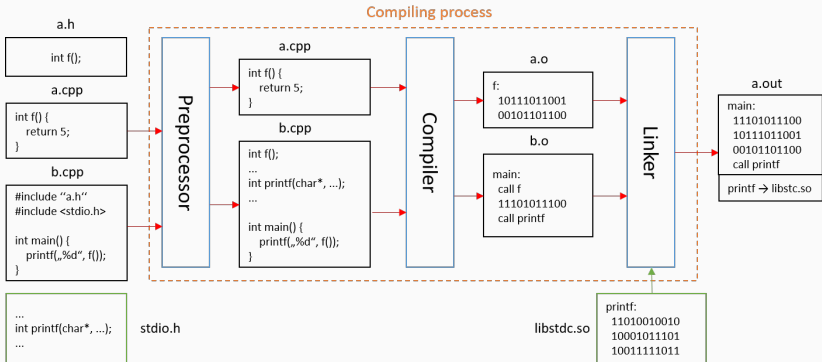 Compiling process
a.h
int f();
a.cpp
int f() {
return 5;
}
b.cpp
#include “a.h“
#include <stdio.h>
int main() {
printf(„%d“, f());
}
...
int printf(char*, ...);
...
stdio.h
Preprocessor
a.cpp
int f() {
return 5;
}
b.cpp
int f();
...
int printf(char*, ...);
...
int main() {
printf(„%d“, f());
}
Compiler
a.o
f:
10111011001
00101101100
b.o
main:
call f
11101011100
call printf
Linker
libstdc.so
printf:
11010010010
10001011101
10011111011
a.out
main:
11101011100
10111011001
00101101100
call printf
printf → libstc.so